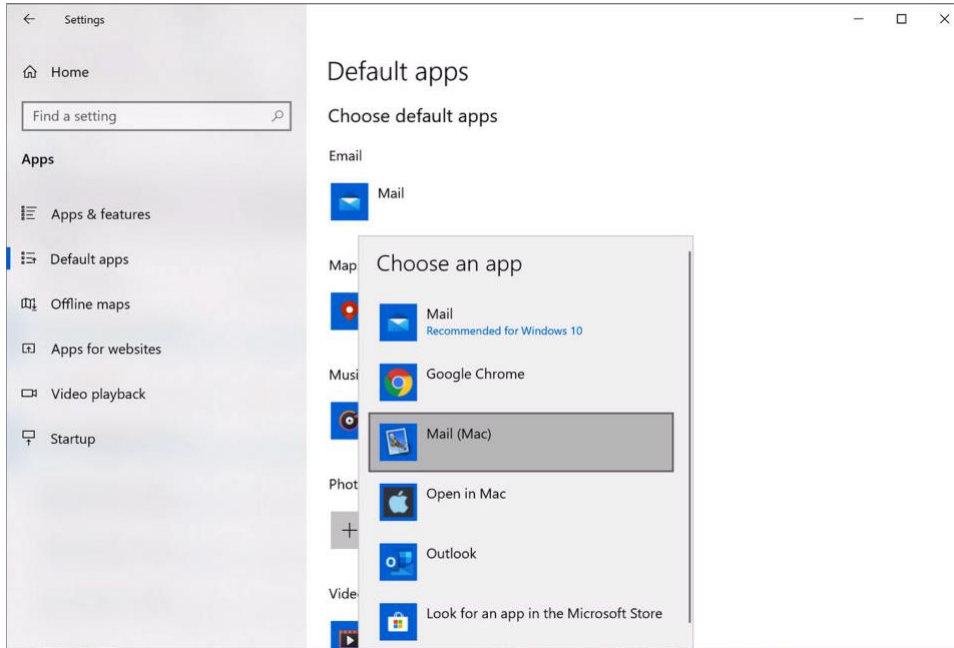 Settings
Home
Find a setting
Apps
Apps & features
Default apps
Offline maps
Apps for websites
Video playback
Startup
Default apps
Choose default apps
Email
Mail
Map
Musi
Phot
Vide
Choose an app
Mail
Recommended for Windows 10
Google Chrome
Mail (Mac)
Open in Mac
Outlook
Look for an app in the Microsoft Store